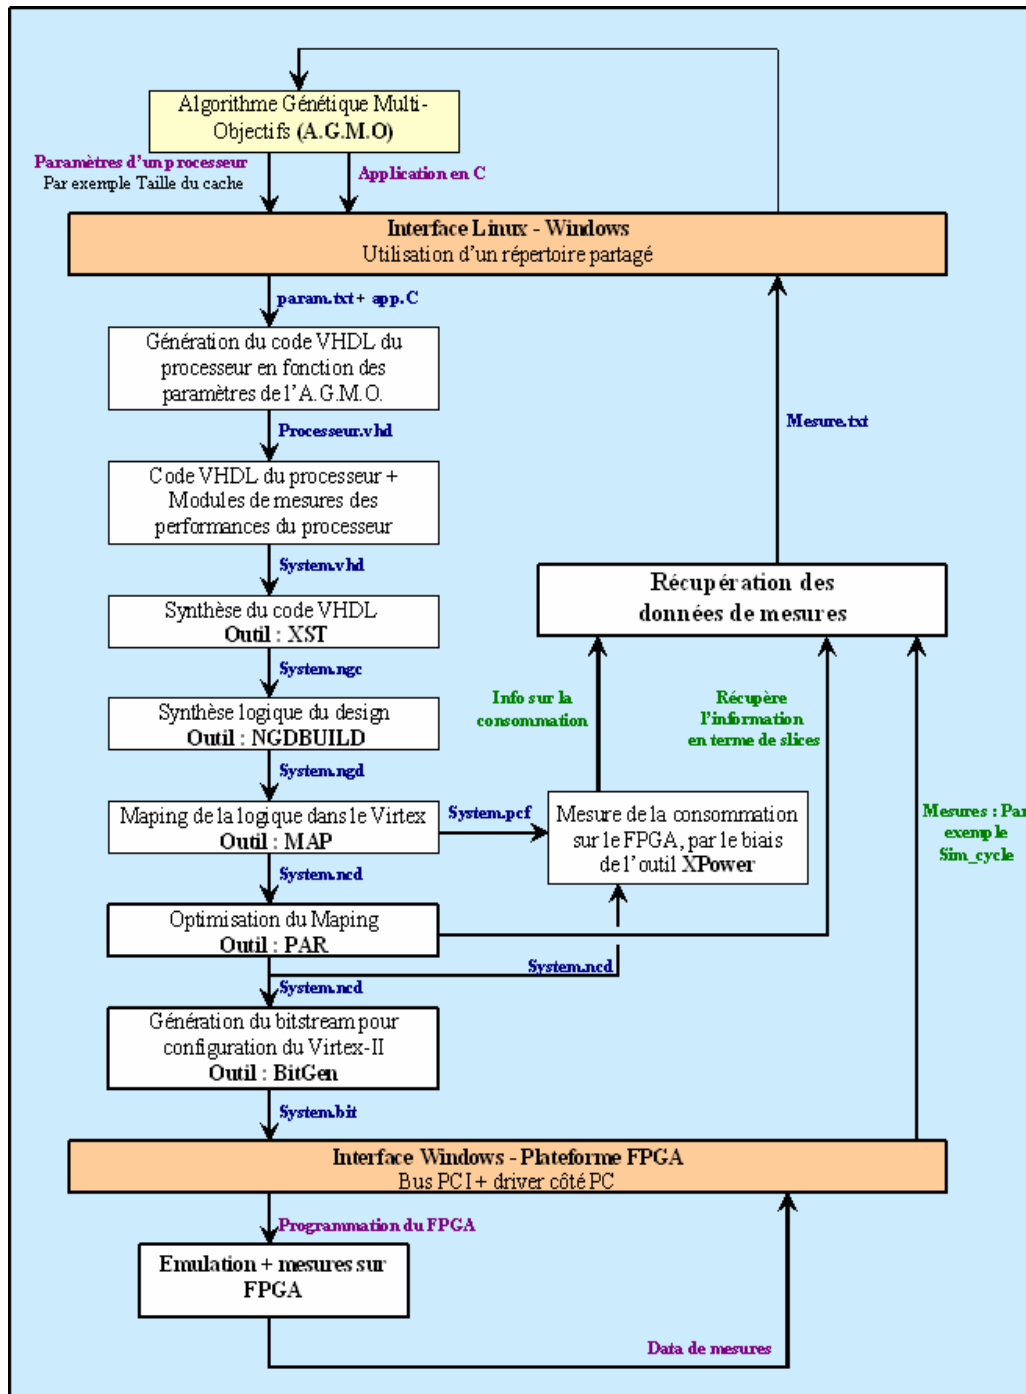 Algorithme Génétique Multi-
Objectifs (A.G.M.O)
Paramètres d'un processeur
Par exemple Taille du cache
Application en C
Interface Linux - Windows
Utilisation d'un répertoire partagé
param.txt + app.C
Génération du code VHDL du
processeur en fonction des
paramètres de l'A.G.M.O.
Processeur.vhd
Mesure.txt
Code VHDL du processeur +
Modules de mesures des
performances du processeur
System.vhd
Récupération des
données de mesures
Synthèse du code VHDL
Outil : XST
System.ngc
Info sur la
consommation
Récupère
l'information
en terme de slices
Synthèse logique du design
Outil : NGDBUILD
System.ngd
Maping de la logique dans le Virtex
Outil : MAP
System.pcf
Mesure de la consommation
sur le FPGA, par le biais
de l'outil XPower
Mesures : Par
exemple
Sim_cycle
System.ncd
Optimisation du Maping
Outil : PAR
System.ncd
System.ncd
Génération du bitstream pour
configuration du Virtex-II
Outil : BitGen
System.bit
Interface Windows - Plateforme FPGA
Bus PCI + driver côté PC
Programmation du FPGA
Emulation + mesures sur
FPGA
Data de mesures